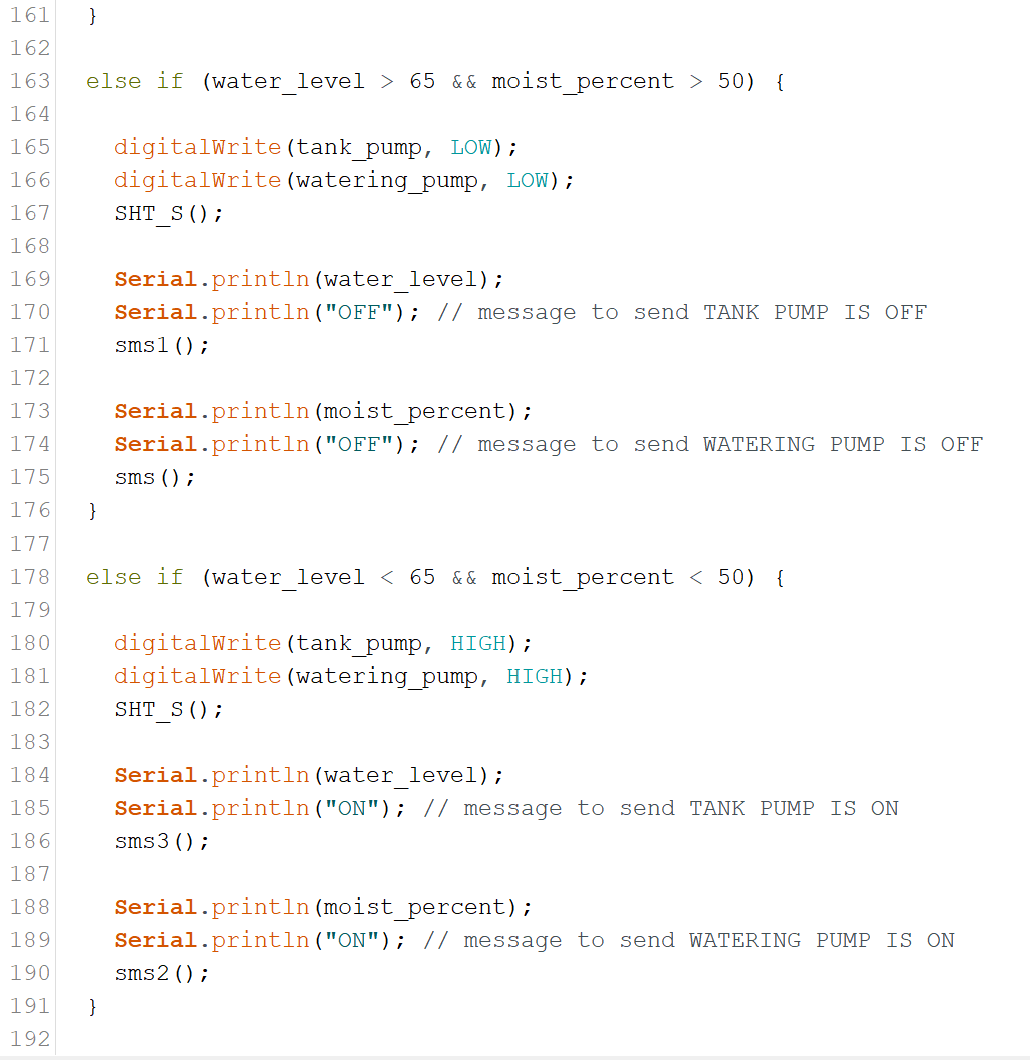 161 }
162
163 else if (water_level > 65 && moist_percent > 50) {
164
165 digitalWrite(tank_pump, LOW);
166 digitalWrite(watering_pump, LOW);
167 SHT_S();
168
169 Serial.println(water_level);
170 Serial.println("OFF"); // message to send TANK PUMP IS OFF
171 sms1();
172
173 Serial.println(moist_percent);
174 Serial.println("OFF"); // message to send WATERING PUMP IS OFF
175 sms();
176 }
177
178 else if (water_level < 65 && moist_percent < 50) {
179
180 digitalWrite(tank_pump, HIGH);
181 digitalWrite(watering_pump, HIGH);
182 SHT_S();
183
184 Serial.println(water_level);
185 Serial.println("ON"); // message to send TANK PUMP IS ON
186 sms3();
187
188 Serial.println(moist_percent);
189 Serial.println("ON"); // message to send WATERING PUMP IS ON
190 sms2();
191 }
192